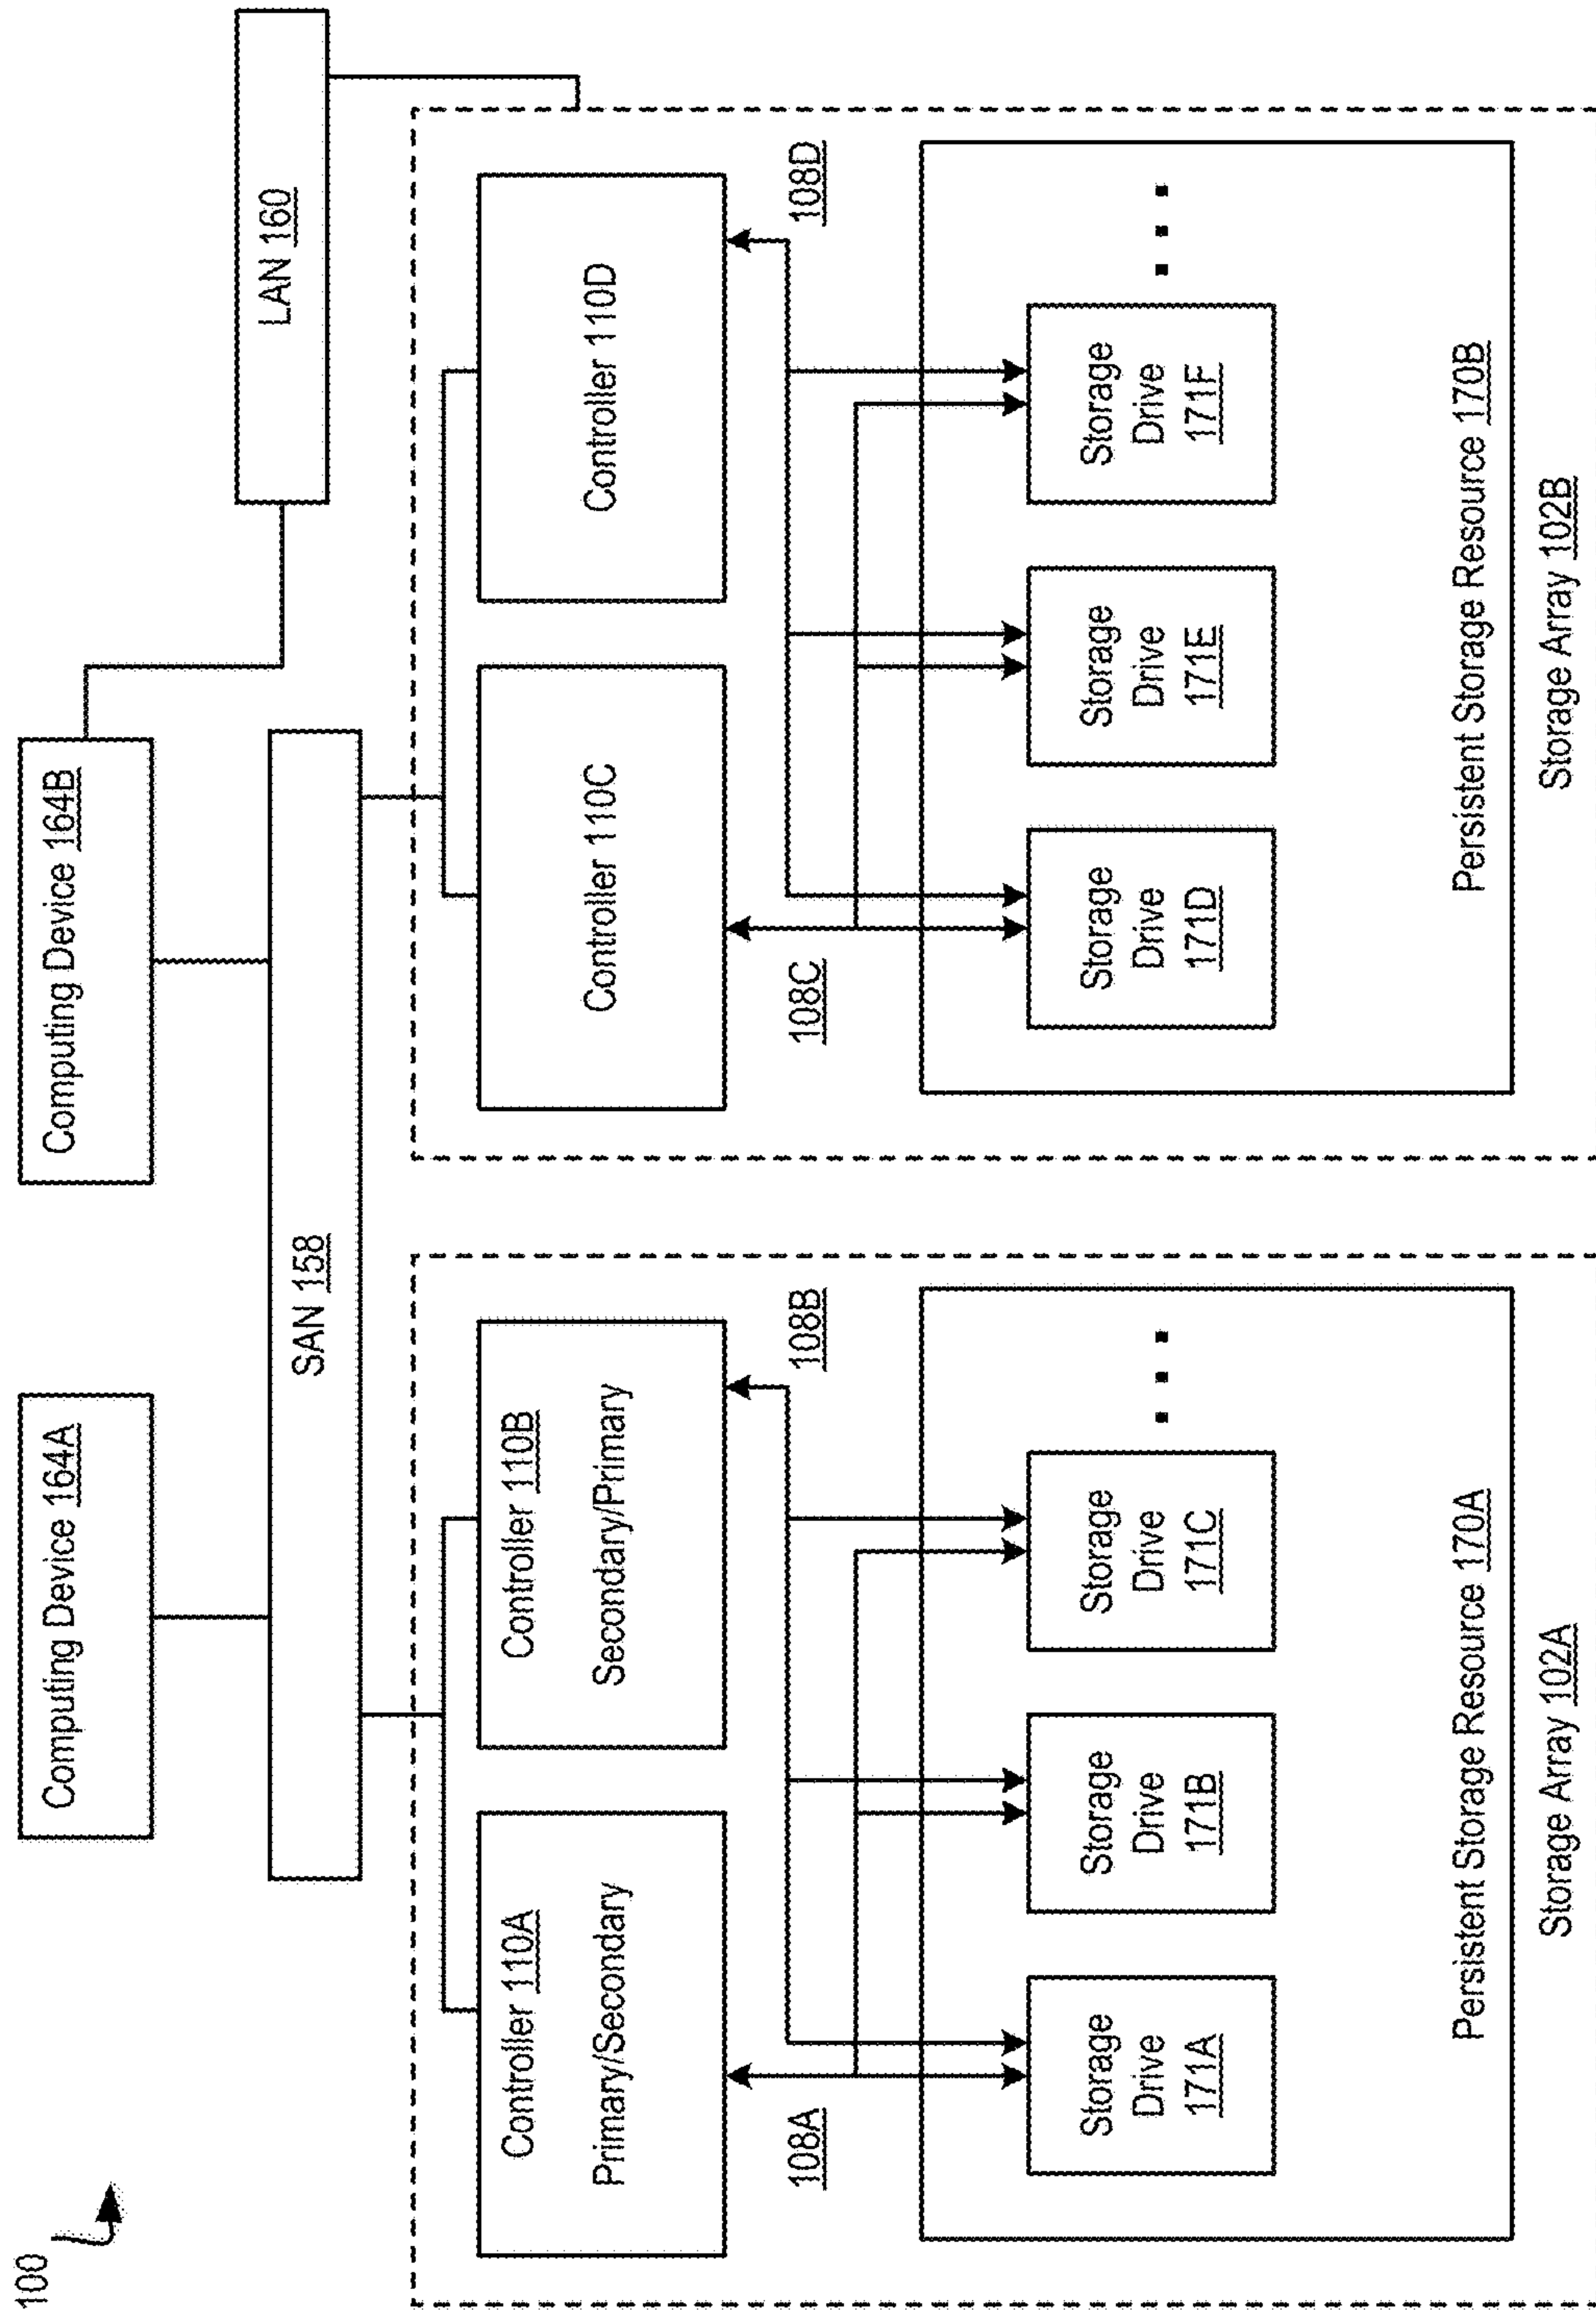 100
Computing Device 164A
Computing Device 164B
SAN 158
LAN 160
Controller 110A
Primary/Secondary
Controller 110B
Secondary/Primary
Controller 110C
Controller 110D
108A
108B
108C
108D
Storage
Drive
171A
Storage
Drive
171B
Storage
Drive
171C
Storage
Drive
171D
Storage
Drive
171E
Storage
Drive
171F
Persistent Storage Resource 170A
Persistent Storage Resource 170B
Storage Array 102A
Storage Array 102B